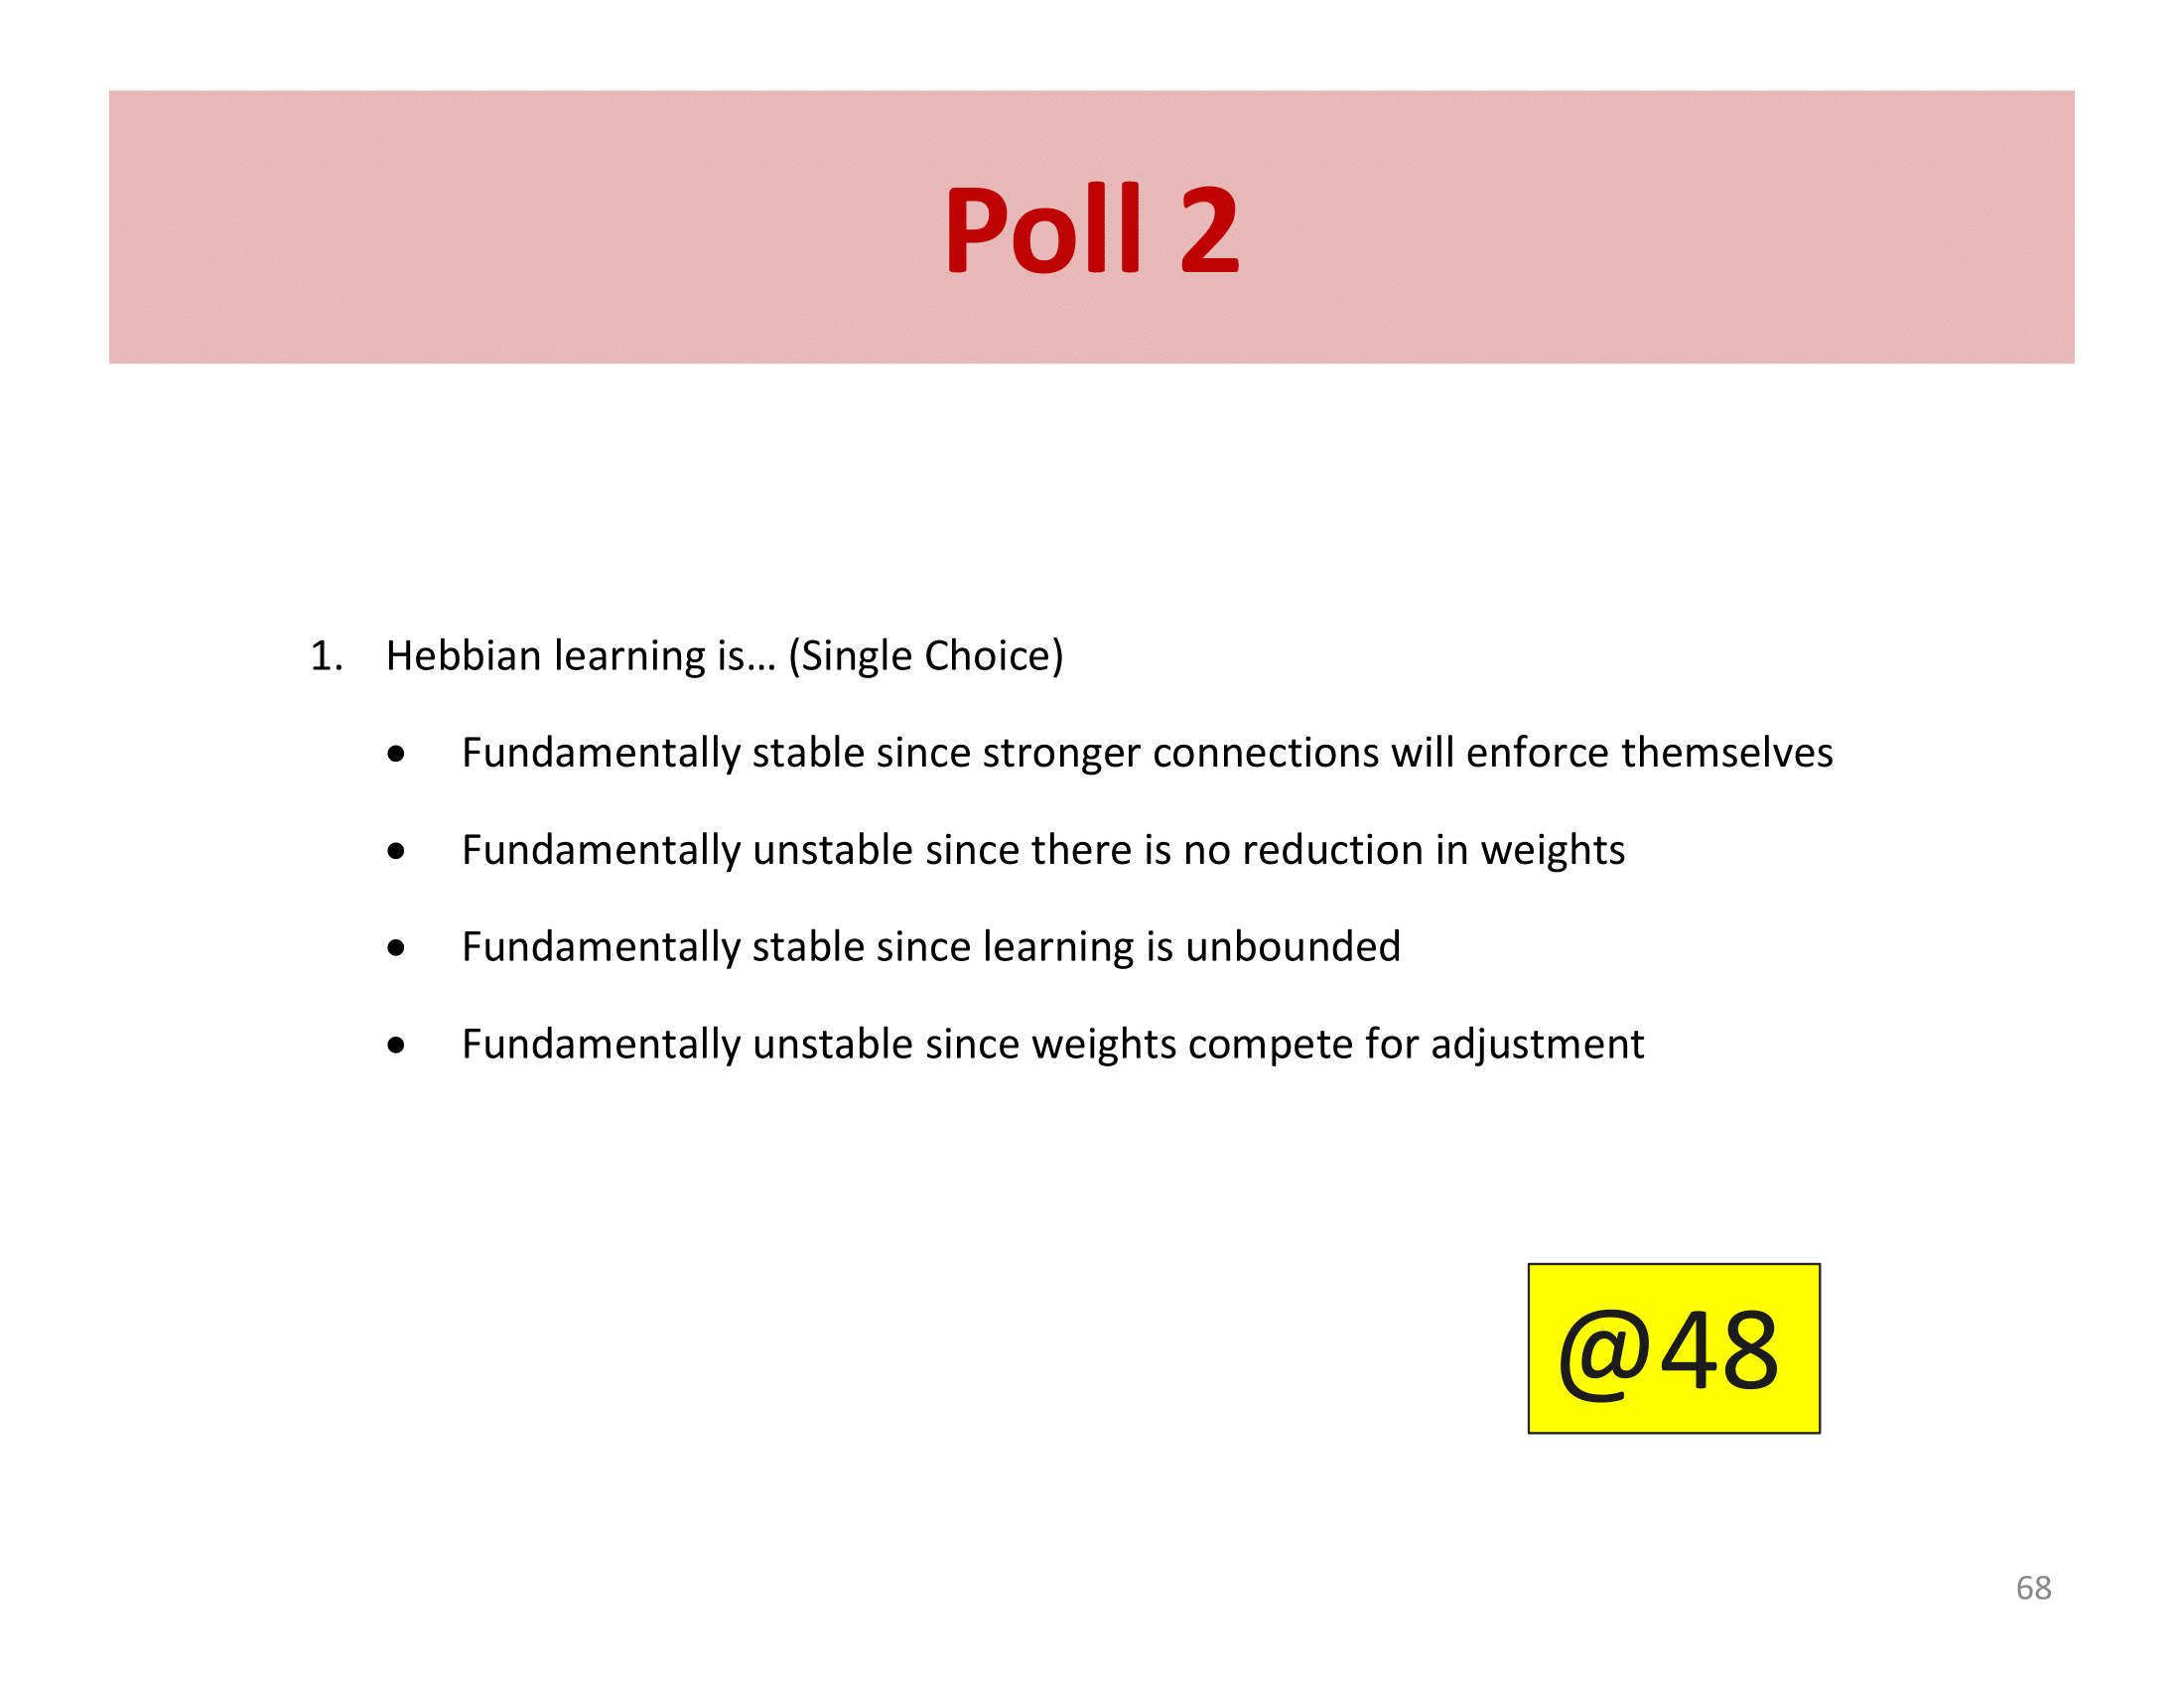 Poll 2
1. Hebbian learning is... (Single Choice)
● Fundamentally stable since stronger connections will enforce themselves
● Fundamentally unstable since there is no reduction in weights
● Fundamentally stable since learning is unbounded
● Fundamentally unstable since weights compete for adjustment
@48
68